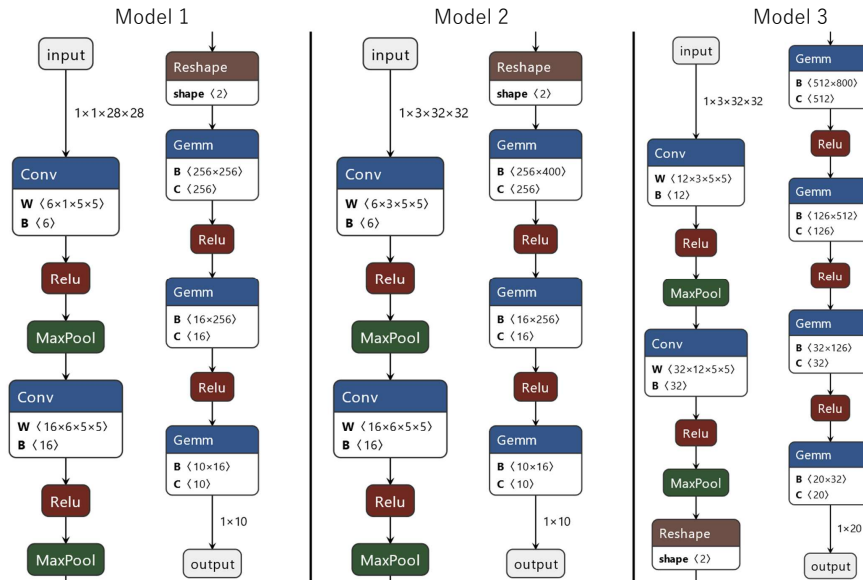 Model 1
input
1×1×28×28
Conv
W ⟨6×1×5×5⟩
B ⟨6⟩
Relu
MaxPool
Conv
W ⟨16×6×5×5⟩
B ⟨16⟩
Relu
MaxPool
Reshape
shape ⟨2⟩
Gemm
B ⟨256×256⟩
C ⟨256⟩
Relu
Gemm
B ⟨16×256⟩
C ⟨16⟩
Relu
Gemm
B ⟨10×16⟩
C ⟨10⟩
1×10
output
Model 2
input
1×3×32×32
Conv
W ⟨6×3×5×5⟩
B ⟨6⟩
Relu
MaxPool
Conv
W ⟨16×6×5×5⟩
B ⟨16⟩
Relu
MaxPool
Reshape
shape ⟨2⟩
Gemm
B ⟨256×400⟩
C ⟨256⟩
Relu
Gemm
B ⟨16×256⟩
C ⟨16⟩
Relu
Gemm
B ⟨10×16⟩
C ⟨10⟩
1×10
output
Model 3
input
1×3×32×32
Conv
W ⟨12×3×5×5⟩
B ⟨12⟩
Relu
MaxPool
Conv
W ⟨32×12×5×5⟩
B ⟨32⟩
Relu
MaxPool
Reshape
shape ⟨2⟩
Gemm
B ⟨512×800⟩
C ⟨512⟩
Relu
Gemm
B ⟨126×512⟩
C ⟨126⟩
Relu
Gemm
B ⟨32×126⟩
C ⟨32⟩
Relu
Gemm
B ⟨20×32⟩
C ⟨20⟩
1×20
output